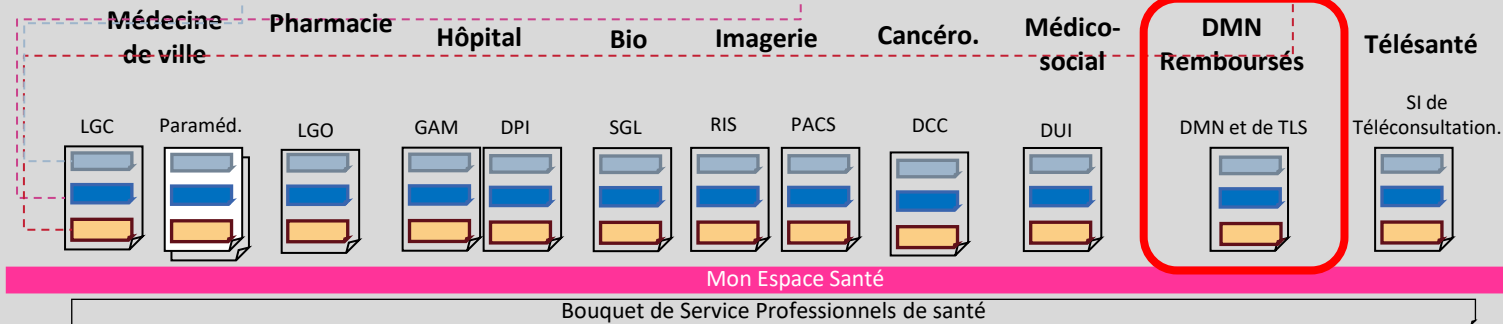 Médecine
de ville
Pharmacie
Hôpital
Bio
Imagerie
Cancéro.
Médico-
social
DMN
Remboursés
Télésanté
LGC
Paraméd.
LGO
GAM
DPI
SGL
RIS
PACS
DCC
DUI
DMN et de TLS
SI de
Téléconsultation.
Mon Espace Santé
Bouquet de Service Professionnels de santé